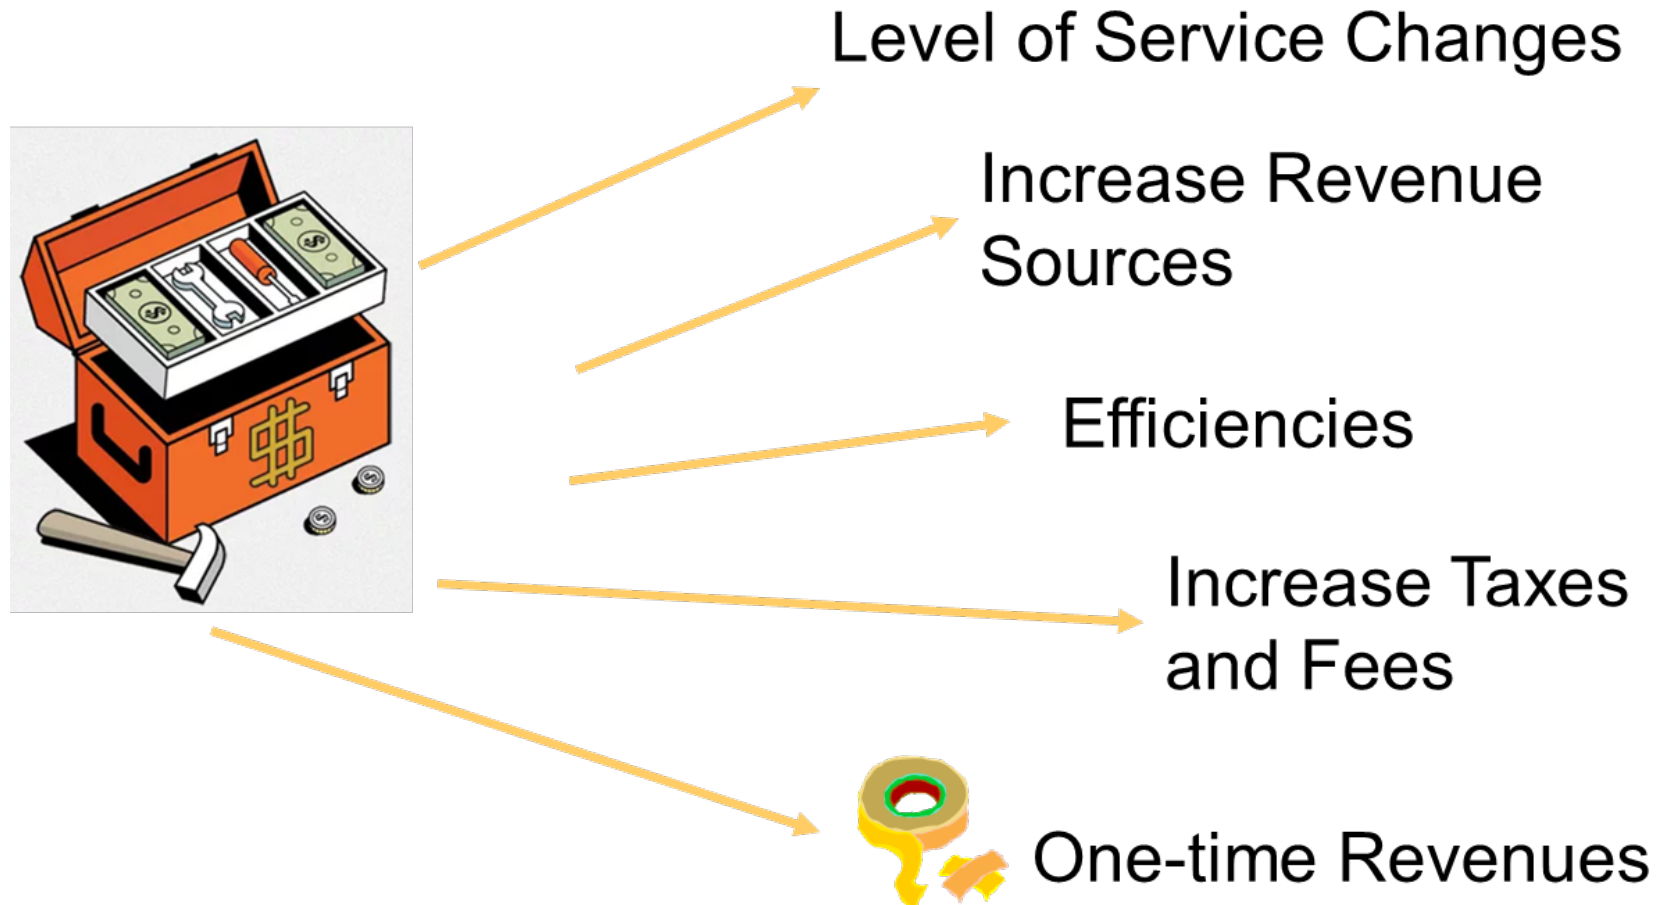 Level of Service Changes
Increase Revenue
Sources
Efficiencies
Increase Taxes
and Fees
One-time Revenues
$